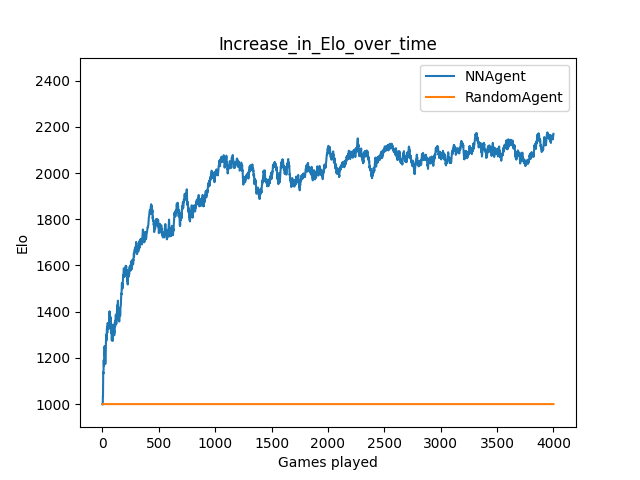 Increase_in_Elo_over_time
NNAgent
RandomAgent
Elo
2400
2200
2000
1800
1600
1400
1200
1000
0 500 1000 1500 2000 2500 3000 3500 4000
Games played